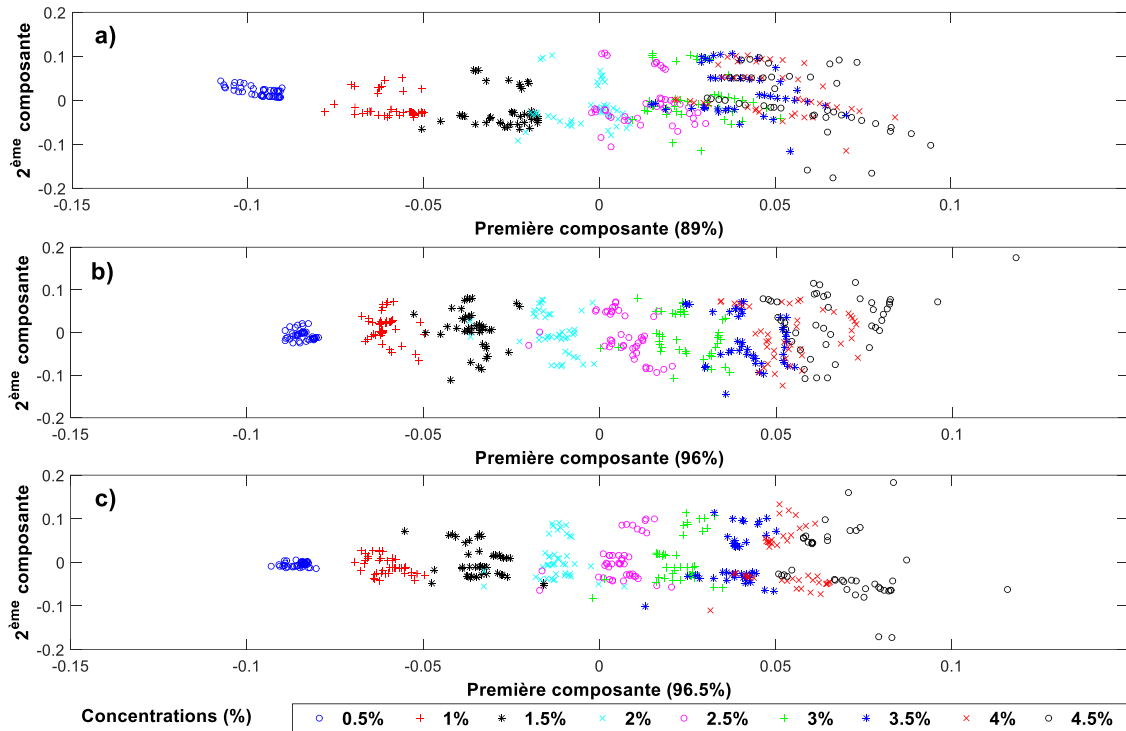 a)
2ème composante
0.2
0.1
0
-0.1
-0.2
-0.15 -0.1 -0.05 0 0.05 0.1
Première composante (89%)
b)
2ème composante
0.2
0.1
0
-0.1
-0.2
-0.15 -0.1 -0.05 0 0.05 0.1
Première composante (96%)
c)
2ème composante
0.2
0.1
0
-0.1
-0.2
-0.15 -0.1 -0.05 0 0.05 0.1
Première composante (96.5%)
Concentrations (%) 0.5% 1% 1.5% 2% 2.5% 3% 3.5% 4% 4.5%